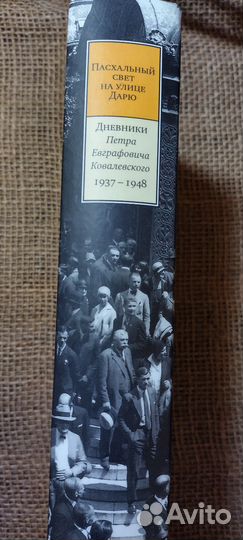 Пасхальный
свет
на улице
Дарю
Дневники
Петра
Евграфовича
Ковалевского
1937 – 1948
Avito